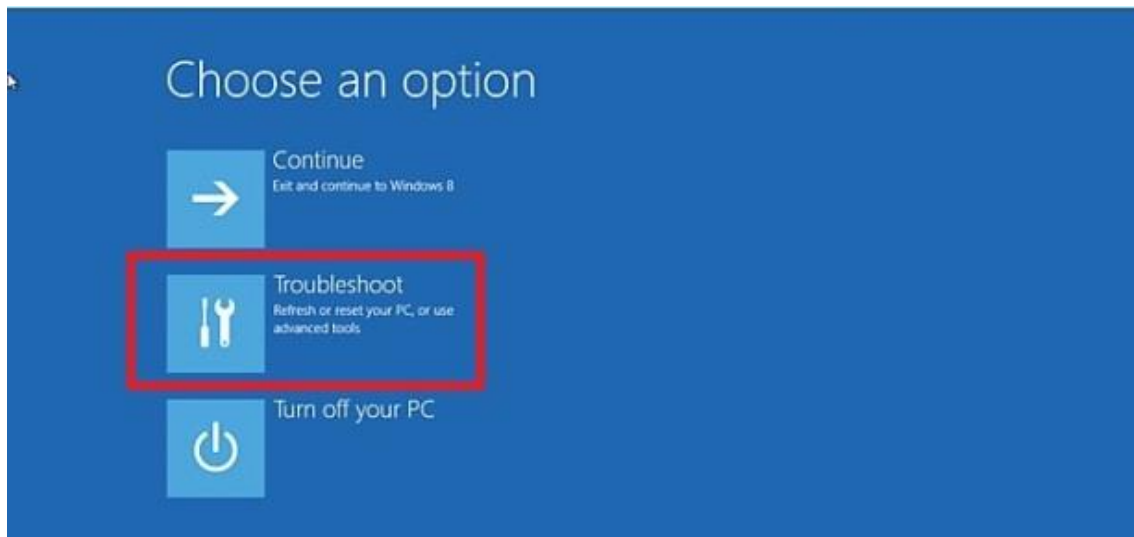 Choose an option
Continue
Exit and continue to Windows 8
Troubleshoot
Refresh or reset your PC, or use
advanced tools
Turn off your PC